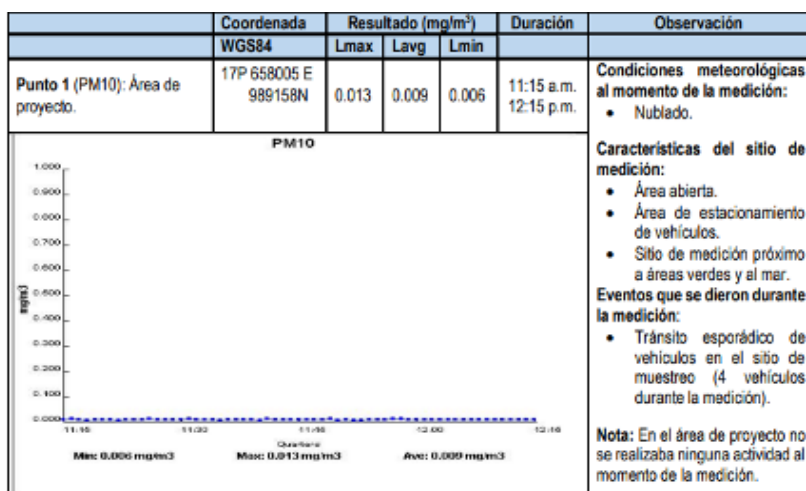 Coordenada Resultado (mg/m³) Duración Observación
WGS84 Lmax Lavg Lmin
Punto 1 (PM10): Área de proyecto.
17P 658005 E
989158N
0.013 0.009 0.006
11:15 a.m.
12:15 p.m.
Condiciones meteorológicas
al momento de la medición:
• Nublado.
Características del sitio de
medición:
• Área abierta.
• Área de estacionamiento
de vehículos.
• Sitio de medición próximo
a áreas verdes y al mar.
Eventos que se dieron durante
la medición:
• Tránsito esporádico de
vehículos en el sitio de
muestreo (4 vehículos
durante la medición).
Nota: En el área de proyecto no
se realizaba ninguna actividad al
momento de la medición.
PM10
mg/m3
1.000
0.900
0.800
0.700
0.600
0.500
0.400
0.300
0.200
0.100
0.000
11:15 11:30 11:45 12:00 12:15
Min: 0.006 mg/m3 Max: 0.013 mg/m3 Ave: 0.009 mg/m3